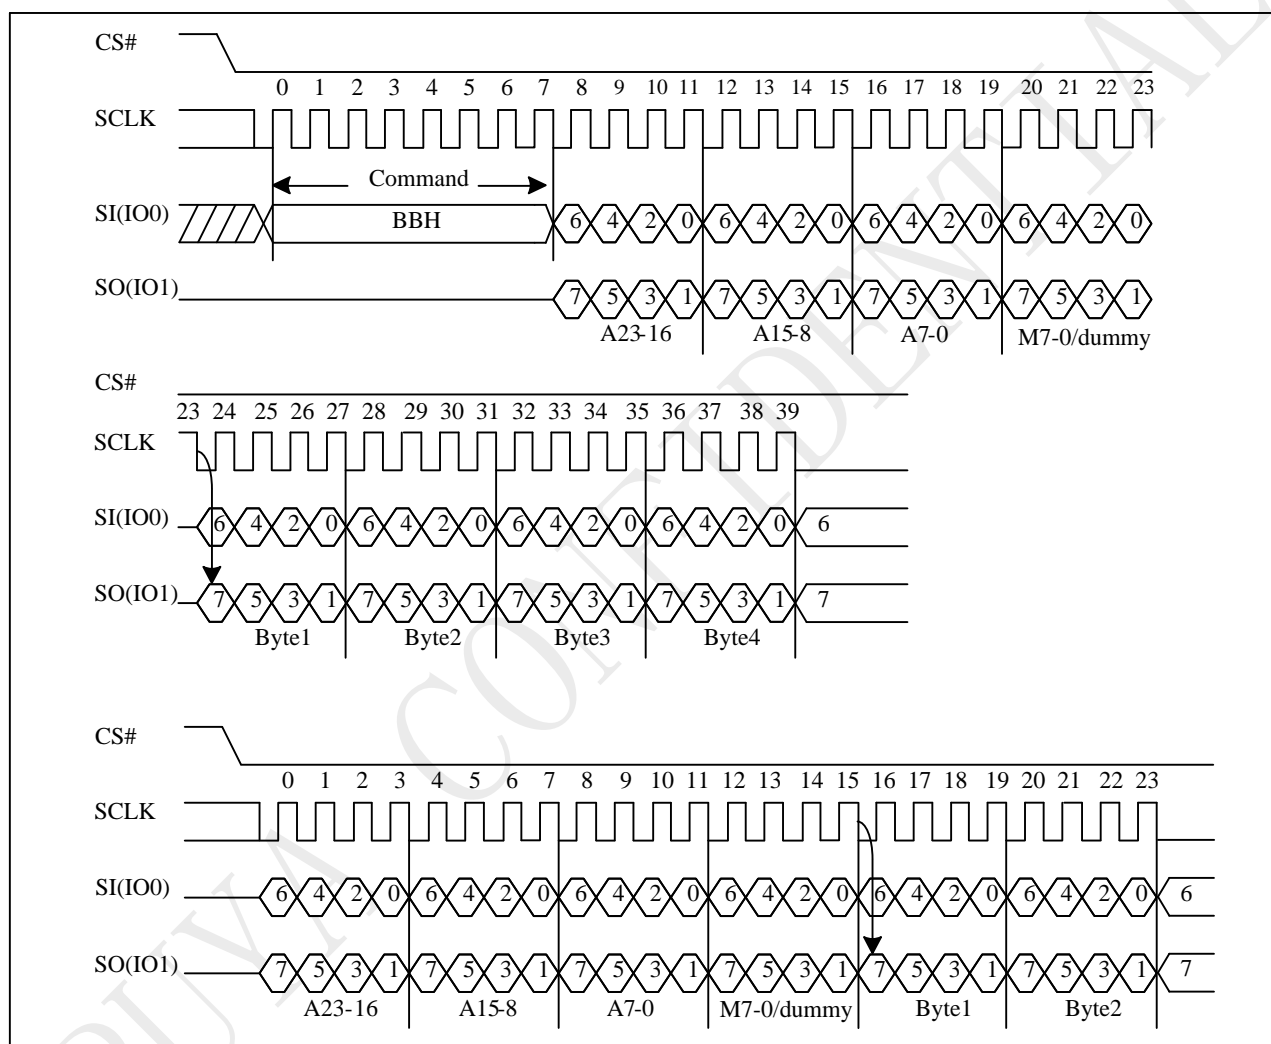 CS#
0 1 2 3 4 5 6 7 8 9 10 11 12 13 14 15 16 17 18 19 20 21 22 23
SCLK
Command
SI(IO0) BBH 6 4 2 0 6 4 2 0 6 4 2 0 6 4 2 0
SO(IO1) 7 5 3 1 7 5 3 1 7 5 3 1 7 5 3 1
A23-16 A15-8 A7-0 M7-0/dummy
CS#
23 24 25 26 27 28 29 30 31 32 33 34 35 36 37 38 39
SCLK
SI(IO0) 6 4 2 0 6 4 2 0 6 4 2 0 6 4 2 0 6
SO(IO1) 7 5 3 1 7 5 3 1 7 5 3 1 7 5 3 1 7
Byte1 Byte2 Byte3 Byte4
CS#
0 1 2 3 4 5 6 7 8 9 10 11 12 13 14 15 16 17 18 19 20 21 22 23
SCLK
SI(IO0) 6 4 2 0 6 4 2 0 6 4 2 0 6 4 2 0 6 4 2 0 6 4 2 0 6
SO(IO1) 7 5 3 1 7 5 3 1 7 5 3 1 7 5 3 1 7 5 3 1 7 5 3 1 7
A23-16 A15-8 A7-0 M7-0/dummy Byte1 Byte2
PUYA CONFIDENTIAL